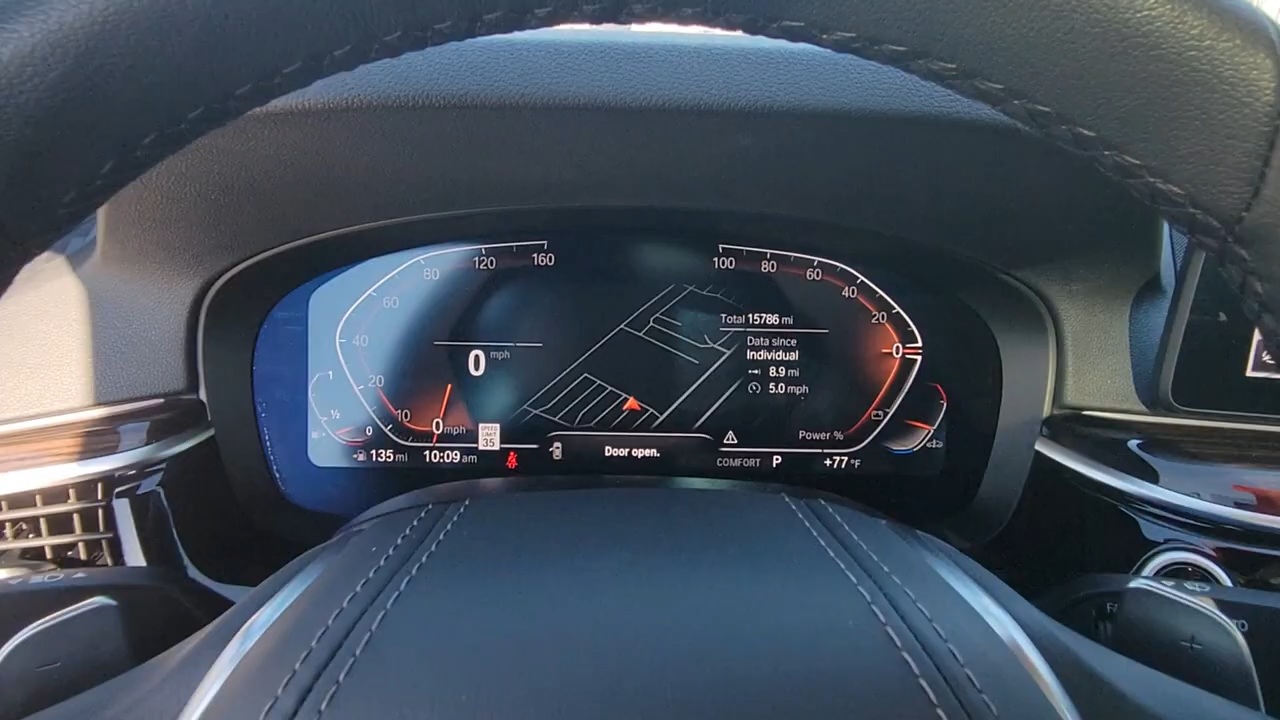 160
120
80
60
40
20
10
0 mph
0 mph
1
½
0
135 mi
10:09 am
SPEED LIMIT 35
Door open.
100
80
60
40
20
0
Power %
Total 15786 mi
Data since
Individual
8.9 mi
5.0 mph
COMFORT P
+77 °F
−
+